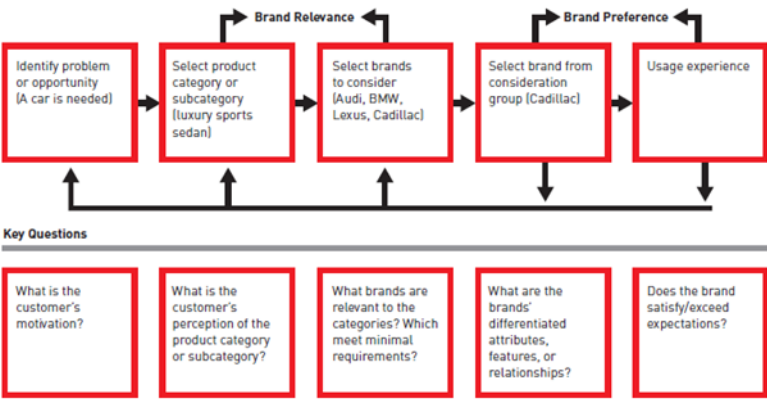 Brand Relevance
Brand Preference
Identify problem
or opportunity
(A car is needed)
Select product
category or
subcategory
(luxury sports
sedan)
Select brands
to consider
(Audi, BMW,
Lexus, Cadillac)
Select brand from
consideration
group (Cadillac)
Usage experience
Key Questions
What is the
customer's
motivation?
What is the
customer's
perception of the
product category
or subcategory?
What brands are
relevant to the
categories? Which
meet minimal
requirements?
What are the
brands'
differentiated
attributes,
features, or
relationships?
Does the brand
satisfy/exceed
expectations?